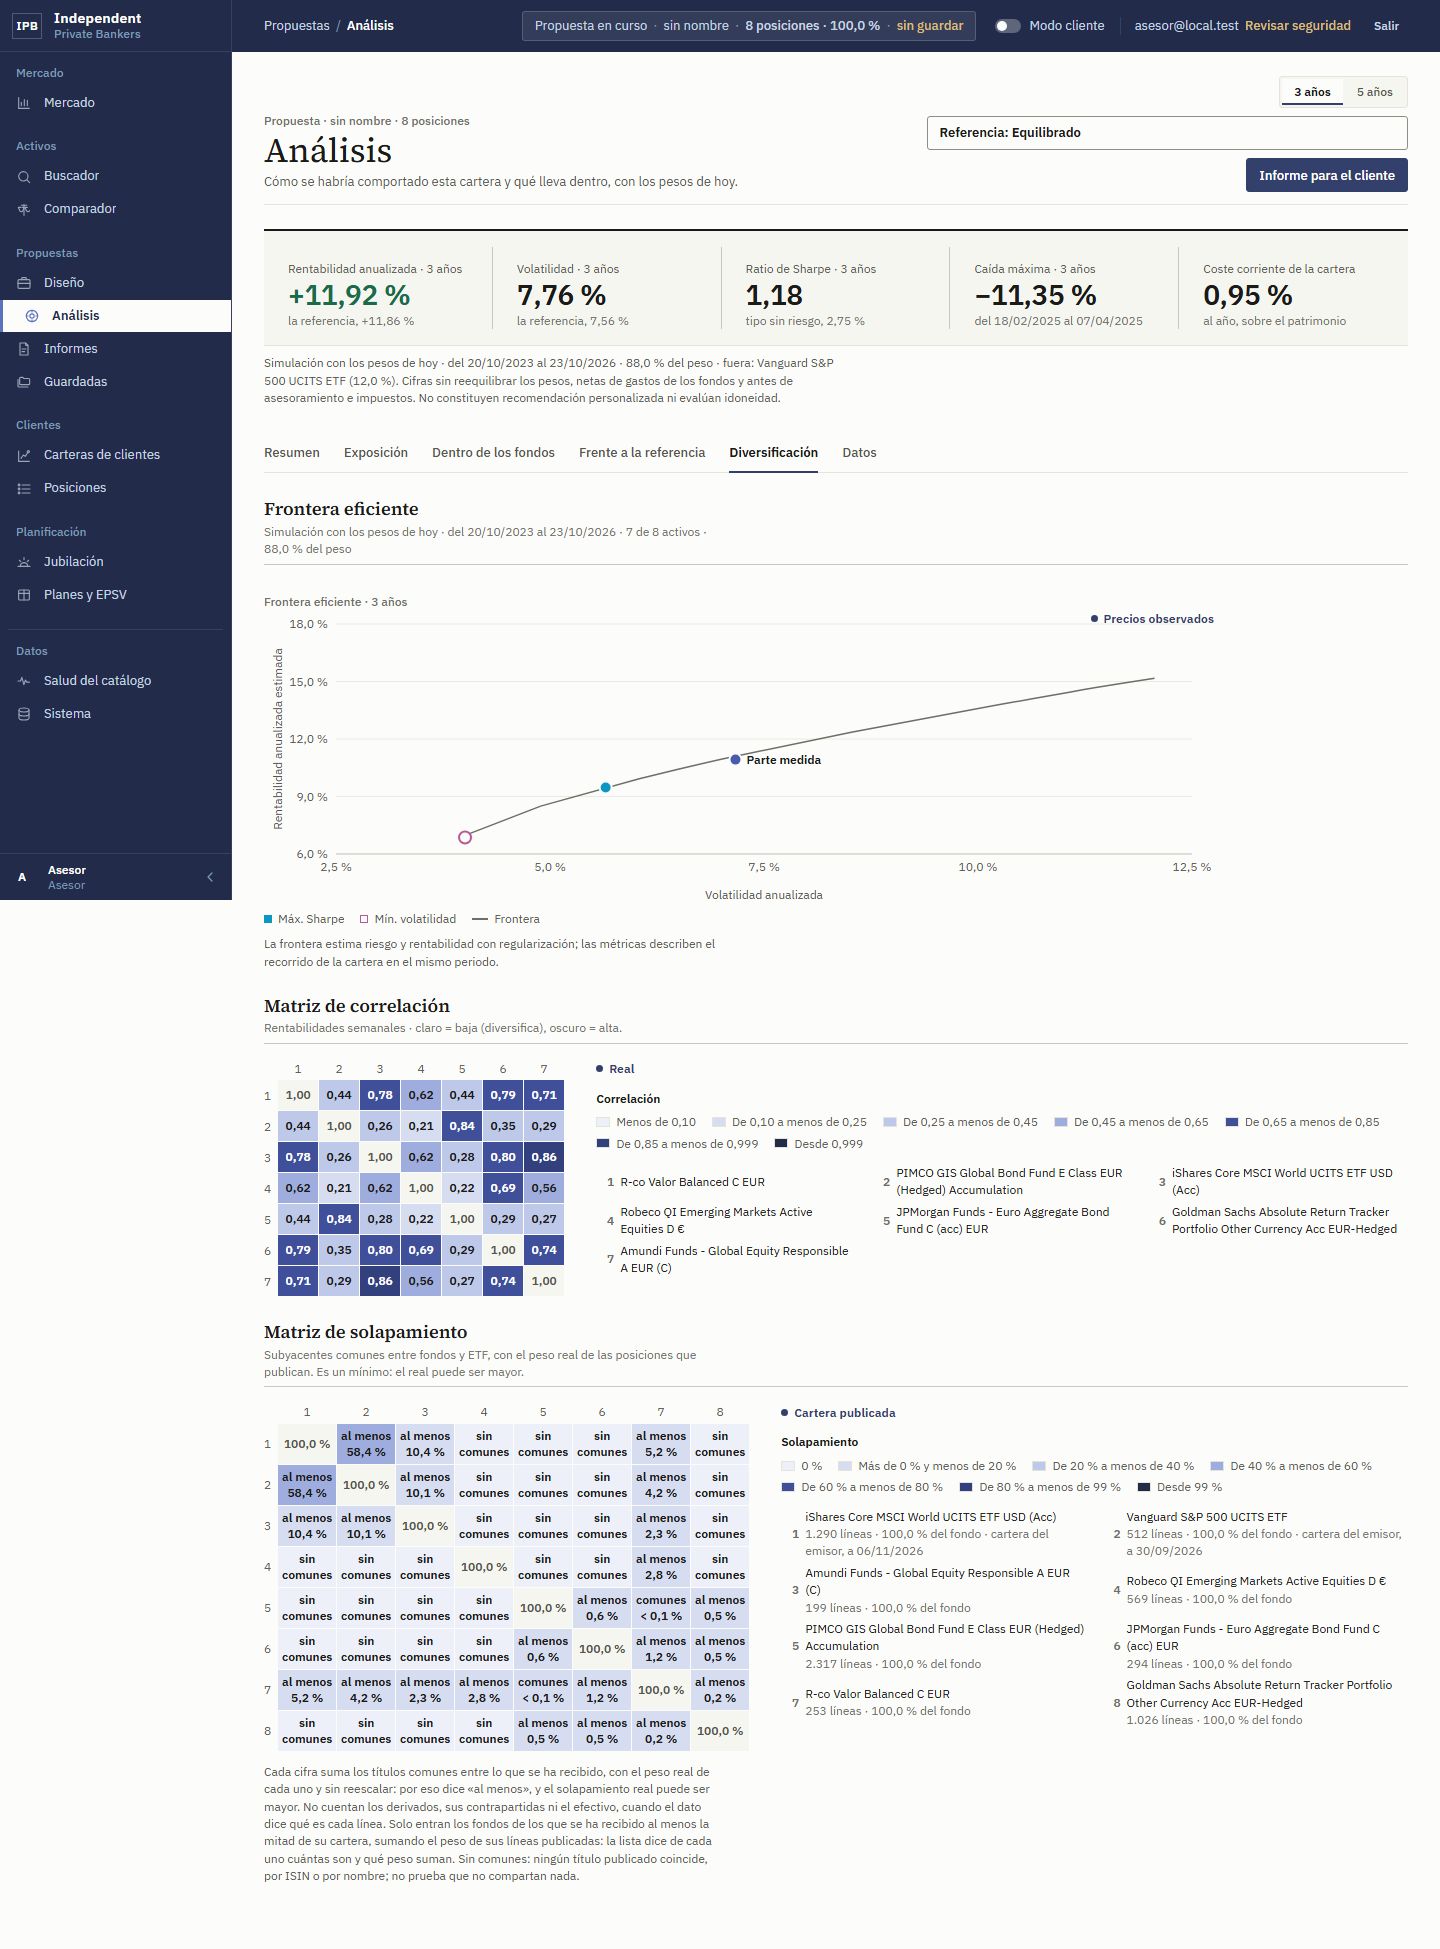 IPB
Independent
Private Bankers
Propuestas / Análisis
Propuesta en curso · sin nombre · 8 posiciones · 100,0 % · sin guardar
Modo cliente
asesor@local.test Revisar seguridad
Salir
Mercado
Mercado
Activos
Buscador
Comparador
Propuestas
Diseño
Análisis
Informes
Guardadas
Clientes
Carteras de clientes
Posiciones
Planificación
Jubilación
Planes y EPSV
Datos
Salud del catálogo
Sistema
A
Asesor
Asesor
3 años 5 años
Propuesta · sin nombre · 8 posiciones
Análisis
Cómo se habría comportado esta cartera y qué lleva dentro, con los pesos de hoy.
Referencia: Equilibrado
Informe para el cliente
Rentabilidad anualizada · 3 años
+11,92 %
la referencia, +11,86 %
Volatilidad · 3 años
7,76 %
la referencia, 7,56 %
Ratio de Sharpe · 3 años
1,18
tipo sin riesgo, 2,75 %
Caída máxima · 3 años
−11,35 %
del 18/02/2025 al 07/04/2025
Coste corriente de la cartera
0,95 %
al año, sobre el patrimonio
Simulación con los pesos de hoy · del 20/10/2023 al 23/10/2026 · 88,0 % del peso · fuera: Vanguard S&P
500 UCITS ETF (12,0 %). Cifras sin reequilibrar los pesos, netas de gastos de los fondos y antes de
asesoramiento e impuestos. No constituyen recomendación personalizada ni evalúan idoneidad.
Resumen Exposición Dentro de los fondos Frente a la referencia Diversificación Datos
Frontera eficiente
Simulación con los pesos de hoy · del 20/10/2023 al 23/10/2026 · 7 de 8 activos ·
88,0 % del peso
Frontera eficiente · 3 años
Precios observados
Rentabilidad anualizada estimada
18,0 %
15,0 %
12,0 %
9,0 %
6,0 %
Parte medida
2,5 % 5,0 % 7,5 % 10,0 % 12,5 %
Volatilidad anualizada
Máx. Sharpe Mín. volatilidad Frontera
La frontera estima riesgo y rentabilidad con regularización; las métricas describen el
recorrido de la cartera en el mismo periodo.
Matriz de correlación
Rentabilidades semanales · claro = baja (diversifica), oscuro = alta.
1 2 3 4 5 6 7
1 1,00 0,44 0,78 0,62 0,44 0,79 0,71
2 0,44 1,00 0,26 0,21 0,84 0,35 0,29
3 0,78 0,26 1,00 0,62 0,28 0,80 0,86
4 0,62 0,21 0,62 1,00 0,22 0,69 0,56
5 0,44 0,84 0,28 0,22 1,00 0,29 0,27
6 0,79 0,35 0,80 0,69 0,29 1,00 0,74
7 0,71 0,29 0,86 0,56 0,27 0,74 1,00
Real
Correlación
Menos de 0,10 De 0,10 a menos de 0,25 De 0,25 a menos de 0,45 De 0,45 a menos de 0,65 De 0,65 a menos de 0,85
De 0,85 a menos de 0,999 Desde 0,999
1 R-co Valor Balanced C EUR
2 PIMCO GIS Global Bond Fund E Class EUR
(Hedged) Accumulation
3 iShares Core MSCI World UCITS ETF USD
(Acc)
4 Robeco QI Emerging Markets Active
Equities D €
5 JPMorgan Funds - Euro Aggregate Bond
Fund C (acc) EUR
6 Goldman Sachs Absolute Return Tracker
Portfolio Other Currency Acc EUR-Hedged
7 Amundi Funds - Global Equity Responsible
A EUR (C)
Matriz de solapamiento
Subyacentes comunes entre fondos y ETF, con el peso real de las posiciones que
publican. Es un mínimo: el real puede ser mayor.
1 2 3 4 5 6 7 8
1 100,0 % al menos 58,4 % al menos 10,4 % sin comunes sin comunes sin comunes al menos 5,2 % sin comunes
2 al menos 58,4 % 100,0 % al menos 10,1 % sin comunes sin comunes sin comunes al menos 4,2 % sin comunes
3 al menos 10,4 % al menos 10,1 % 100,0 % sin comunes sin comunes sin comunes al menos 2,3 % sin comunes
4 sin comunes sin comunes sin comunes 100,0 % sin comunes sin comunes al menos 2,8 % sin comunes
5 sin comunes sin comunes sin comunes sin comunes 100,0 % al menos 0,6 % comunes < 0,1 % al menos 0,5 %
6 sin comunes sin comunes sin comunes sin comunes al menos 0,6 % 100,0 % al menos 1,2 % al menos 0,5 %
7 al menos 5,2 % al menos 4,2 % al menos 2,3 % al menos 2,8 % comunes < 0,1 % al menos 1,2 % 100,0 % al menos 0,2 %
8 sin comunes sin comunes sin comunes sin comunes al menos 0,5 % al menos 0,5 % al menos 0,2 % 100,0 %
Cartera publicada
Solapamiento
0 % Más de 0 % y menos de 20 % De 20 % a menos de 40 % De 40 % a menos de 60 %
De 60 % a menos de 80 % De 80 % a menos de 99 % Desde 99 %
1 iShares Core MSCI World UCITS ETF USD (Acc)
1.290 líneas · 100,0 % del fondo · cartera del
emisor, a 06/11/2026
2 Vanguard S&P 500 UCITS ETF
512 líneas · 100,0 % del fondo · cartera del emisor,
a 30/09/2026
3 Amundi Funds - Global Equity Responsible A EUR
(C)
199 líneas · 100,0 % del fondo
4 Robeco QI Emerging Markets Active Equities D €
569 líneas · 100,0 % del fondo
5 PIMCO GIS Global Bond Fund E Class EUR (Hedged)
Accumulation
2.317 líneas · 100,0 % del fondo
6 JPMorgan Funds - Euro Aggregate Bond Fund C
(acc) EUR
294 líneas · 100,0 % del fondo
7 R-co Valor Balanced C EUR
253 líneas · 100,0 % del fondo
8 Goldman Sachs Absolute Return Tracker Portfolio
Other Currency Acc EUR-Hedged
1.026 líneas · 100,0 % del fondo
Cada cifra suma los títulos comunes entre lo que se ha recibido, con el peso real de
cada uno y sin reescalar: por eso dice «al menos», y el solapamiento real puede ser
mayor. No cuentan los derivados, sus contrapartidas ni el efectivo, cuando el dato
dice qué es cada línea. Solo entran los fondos de los que se ha recibido al menos la
mitad de su cartera, sumando el peso de sus líneas publicadas: la lista dice de cada
uno cuántas son y qué peso suman. Sin comunes: ningún título publicado coincide,
por ISIN o por nombre; no prueba que no compartan nada.